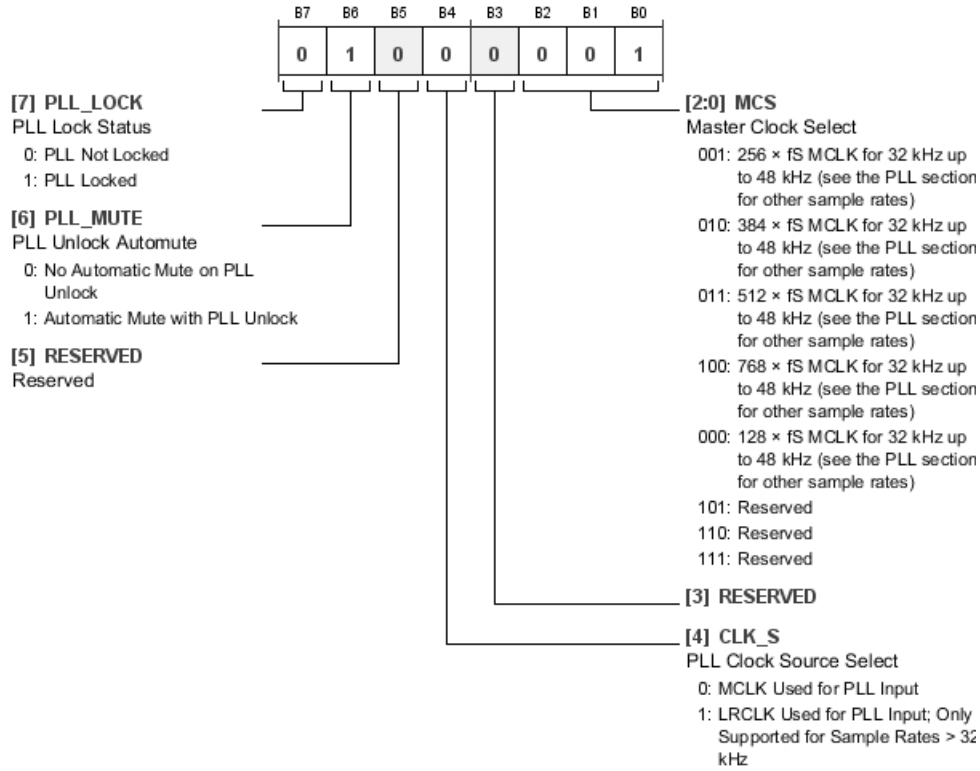 B7 B6 B5 B4 B3 B2 B1 B0
0 1 0 0 0 0 0 1
[7] PLL_LOCK
PLL Lock Status
0: PLL Not Locked
1: PLL Locked
[6] PLL_MUTE
PLL Unlock Automute
0: No Automatic Mute on PLL
Unlock
1: Automatic Mute with PLL Unlock
[5] RESERVED
Reserved
[2:0] MCS
Master Clock Select
001: 256 × fS MCLK for 32 kHz up
to 48 kHz (see the PLL section
for other sample rates)
010: 384 × fS MCLK for 32 kHz up
to 48 kHz (see the PLL section
for other sample rates)
011: 512 × fS MCLK for 32 kHz up
to 48 kHz (see the PLL section
for other sample rates)
100: 768 × fS MCLK for 32 kHz up
to 48 kHz (see the PLL section
for other sample rates)
000: 128 × fS MCLK for 32 kHz up
to 48 kHz (see the PLL section
for other sample rates)
101: Reserved
110: Reserved
111: Reserved
[3] RESERVED
[4] CLK_S
PLL Clock Source Select
0: MCLK Used for PLL Input
1: LRCLK Used for PLL Input; Only
Supported for Sample Rates > 32
kHz